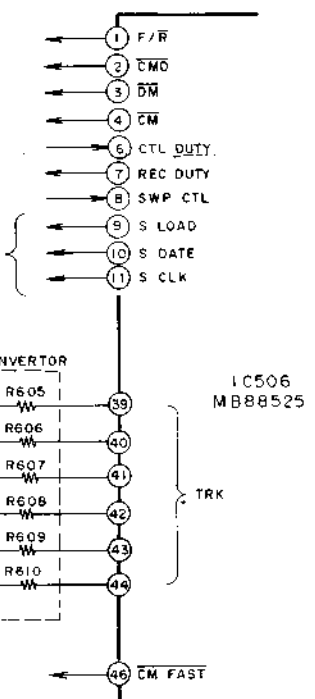 1 F/R
2 CMD
3 DM
4 CM
6 CTL DUTY
7 REC DUTY
8 SWP CTL
9 S LOAD
10 S DATE
11 S CLK
NVERTOR
IC506
MB88525
R605 39
R606 40
R607 41
TRK
R608 42
R609 43
R610 44
46 CM FAST